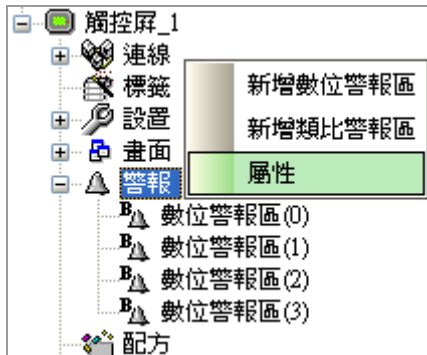 觸控屏_1
連線
標籤
設置
畫面
警報
新增數位警報區
新增類比警報區
屬性
B 數位警報區(0)
B 數位警報區(1)
B 數位警報區(2)
B 數位警報區(3)
配方